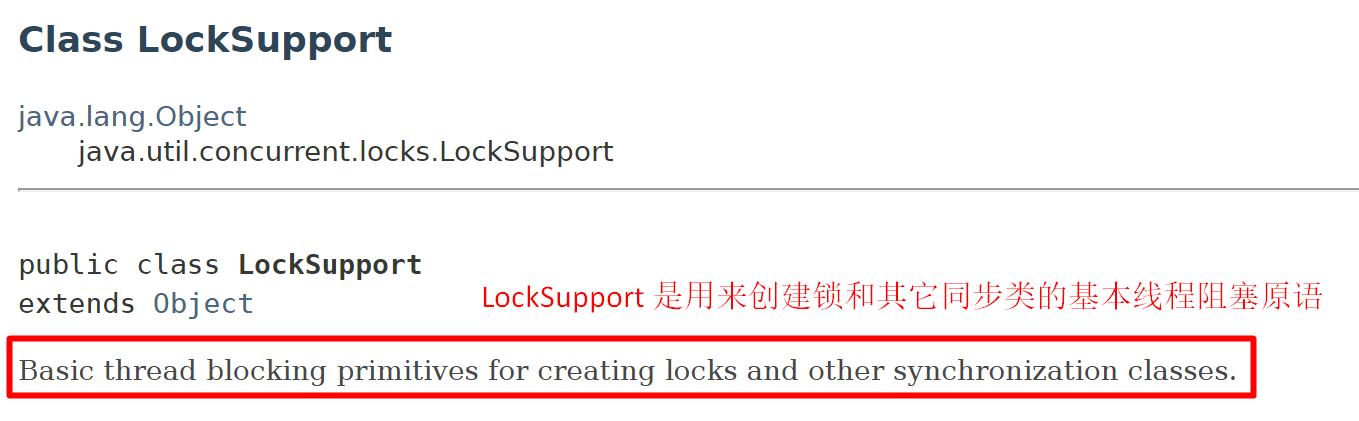 Class LockSupport
java.lang.Object
java.util.concurrent.locks.LockSupport
public class LockSupport
extends Object
LockSupport 是用来创建锁和其它同步类的基本线程阻塞原语
Basic thread blocking primitives for creating locks and other synchronization classes.